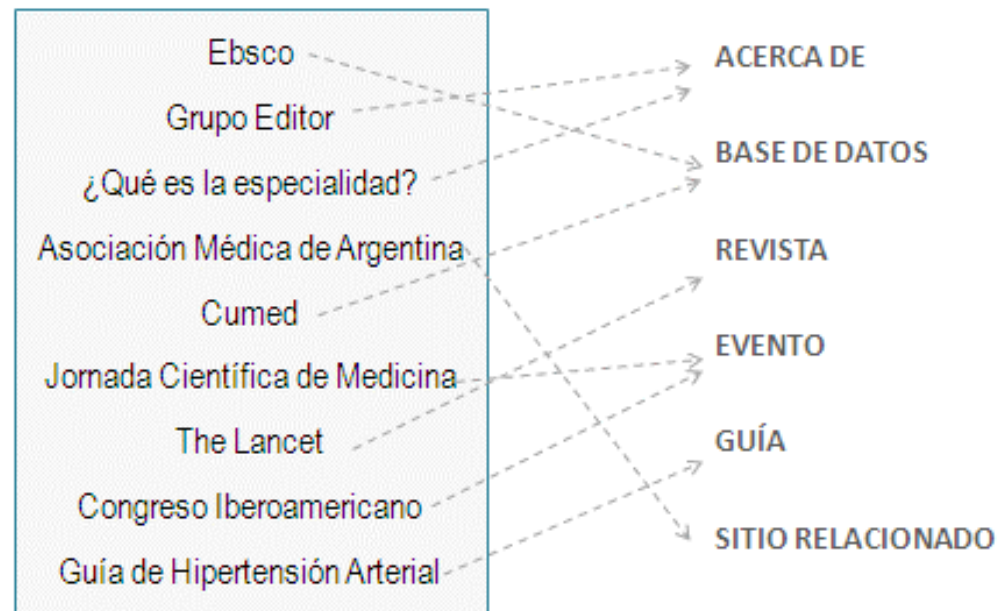 Ebsco
Grupo Editor
¿Qué es la especialidad?
Asociación Médica de Argentina
Cumed
Jornada Científica de Medicina
The Lancet
Congreso Iberoamericano
Guía de Hipertensión Arterial
ACERCA DE
BASE DE DATOS
REVISTA
EVENTO
GUÍA
SITIO RELACIONADO